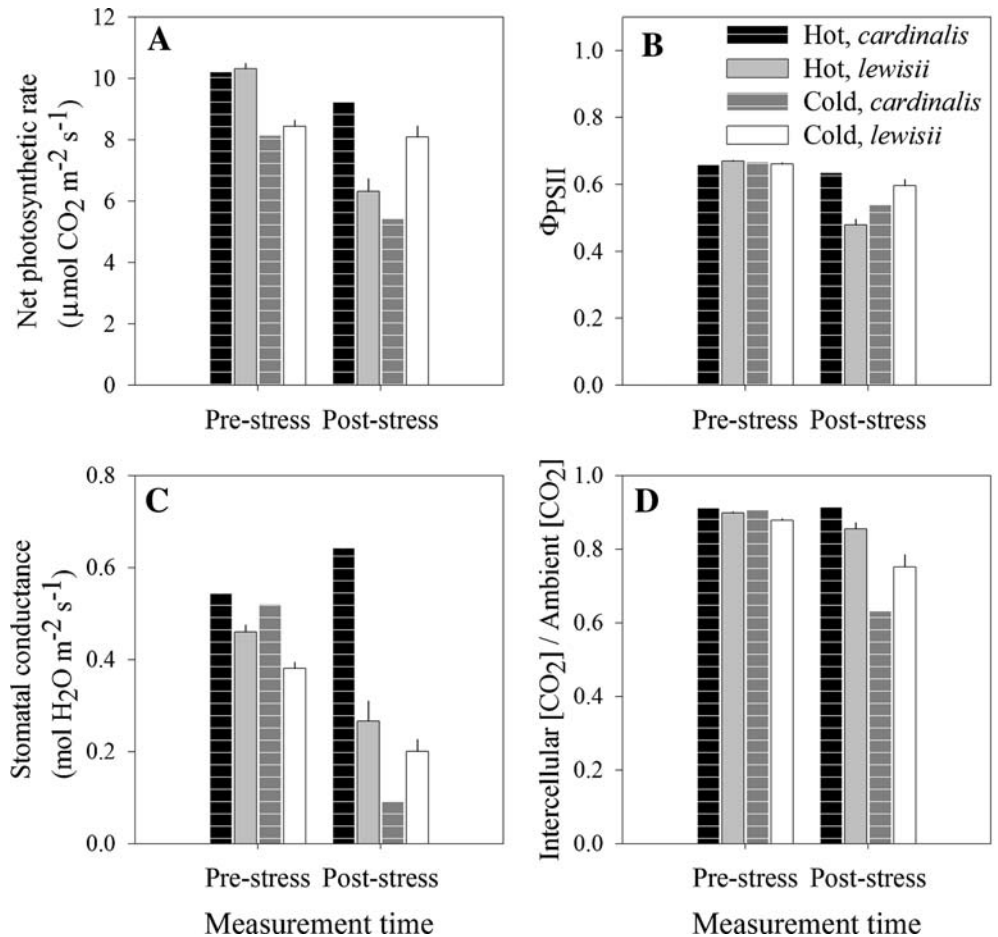 A
12
10
8
6
4
2
0
Net photosynthetic rate
(µmol CO2 m-2 s-1)
Pre-stress Post-stress
B
Hot, cardinalis
Hot, lewisii
Cold, cardinalis
Cold, lewisii
1.0
0.8
0.6
0.4
0.2
0.0
ΦPSII
Pre-stress Post-stress
C
0.8
0.6
0.4
0.2
0.0
Stomatal conductance
(mol H2O m-2 s-1)
Pre-stress Post-stress
Measurement time
D
1.0
0.8
0.6
0.4
0.2
0.0
Intercellular [CO2] / Ambient [CO2]
Pre-stress Post-stress
Measurement time